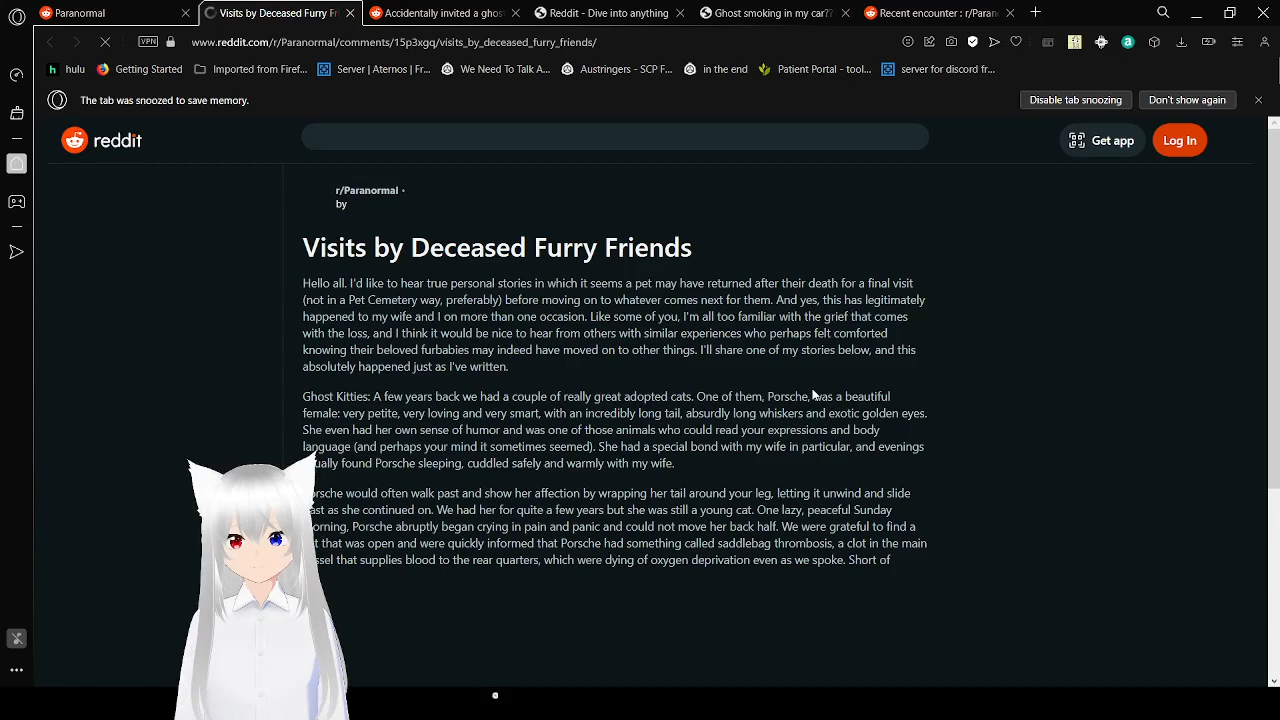 Paranormal
Visits by Deceased Furry Fr
Accidentally invited a ghos
Reddit - Dive into anything
Ghost smoking in my car??
Recent encounter : r/Paran
VPN
www.reddit.com/r/Paranormal/comments/15p3xgq/visits_by_deceased_furry_friends/
hulu
Getting Started
Imported from Firef...
Server | Aternos | Fr...
We Need To Talk A...
Austringers - SCP F...
in the end
Patient Portal - tool...
server for discord fr...
The tab was snoozed to save memory.
Disable tab snoozing
Don't show again
reddit
Get app
Log In
r/Paranormal •
by
Visits by Deceased Furry Friends
Hello all. I'd like to hear true personal stories in which it seems a pet may have returned after their death for a final visit
(not in a Pet Cemetery way, preferably) before moving on to whatever comes next for them. And yes, this has legitimately
happened to my wife and I on more than one occasion. Like some of you, I'm all too familiar with the grief that comes
with the loss, and I think it would be nice to hear from others with similar experiences who perhaps felt comforted
knowing their beloved furbabies may indeed have moved on to other things. I'll share one of my stories below, and this
absolutely happened just as I've written.
Ghost Kitties: A few years back we had a couple of really great adopted cats. One of them, Porsche, was a beautiful
female: very petite, very loving and very smart, with an incredibly long tail, absurdly long whiskers and exotic golden eyes.
She even had her own sense of humor and was one of those animals who could read your expressions and body
language (and perhaps your mind it sometimes seemed). She had a special bond with my wife in particular, and evenings
ually found Porsche sleeping, cuddled safely and warmly with my wife.
orsche would often walk past and show her affection by wrapping her tail around your leg, letting it unwind and slide
ast as she continued on. We had her for quite a few years but she was still a young cat. One lazy, peaceful Sunday
orning, Porsche abruptly began crying in pain and panic and could not move her back half. We were grateful to find a
t that was open and were quickly informed that Porsche had something called saddlebag thrombosis, a clot in the main
ssel that supplies blood to the rear quarters, which were dying of oxygen deprivation even as we spoke. Short of